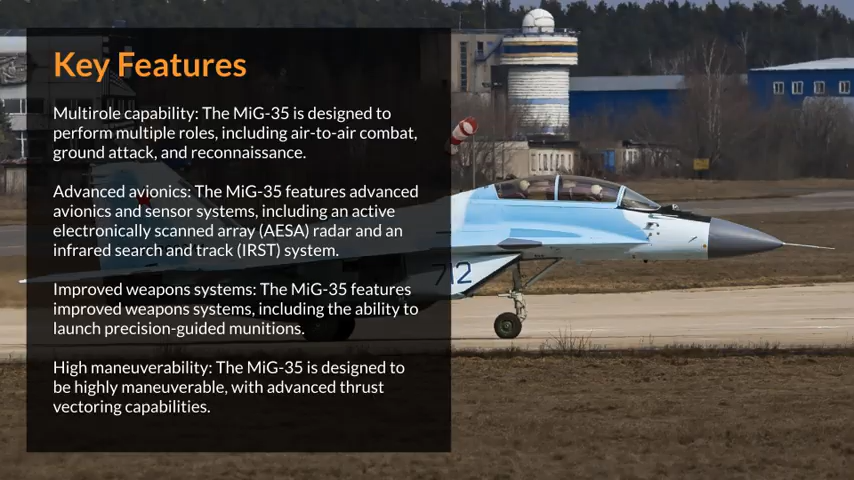 Key Features
Multirole capability: The MiG-35 is designed to
perform multiple roles, including air-to-air combat,
ground attack, and reconnaissance.
Advanced avionics: The MiG-35 features advanced
avionics and sensor systems, including an active
electronically scanned array (AESA) radar and an
infrared search and track (IRST) system.
Improved weapons systems: The MiG-35 features
improved weapons systems, including the ability to
launch precision-guided munitions.
High maneuverability: The MiG-35 is designed to
be highly maneuverable, with advanced thrust
vectoring capabilities.
712